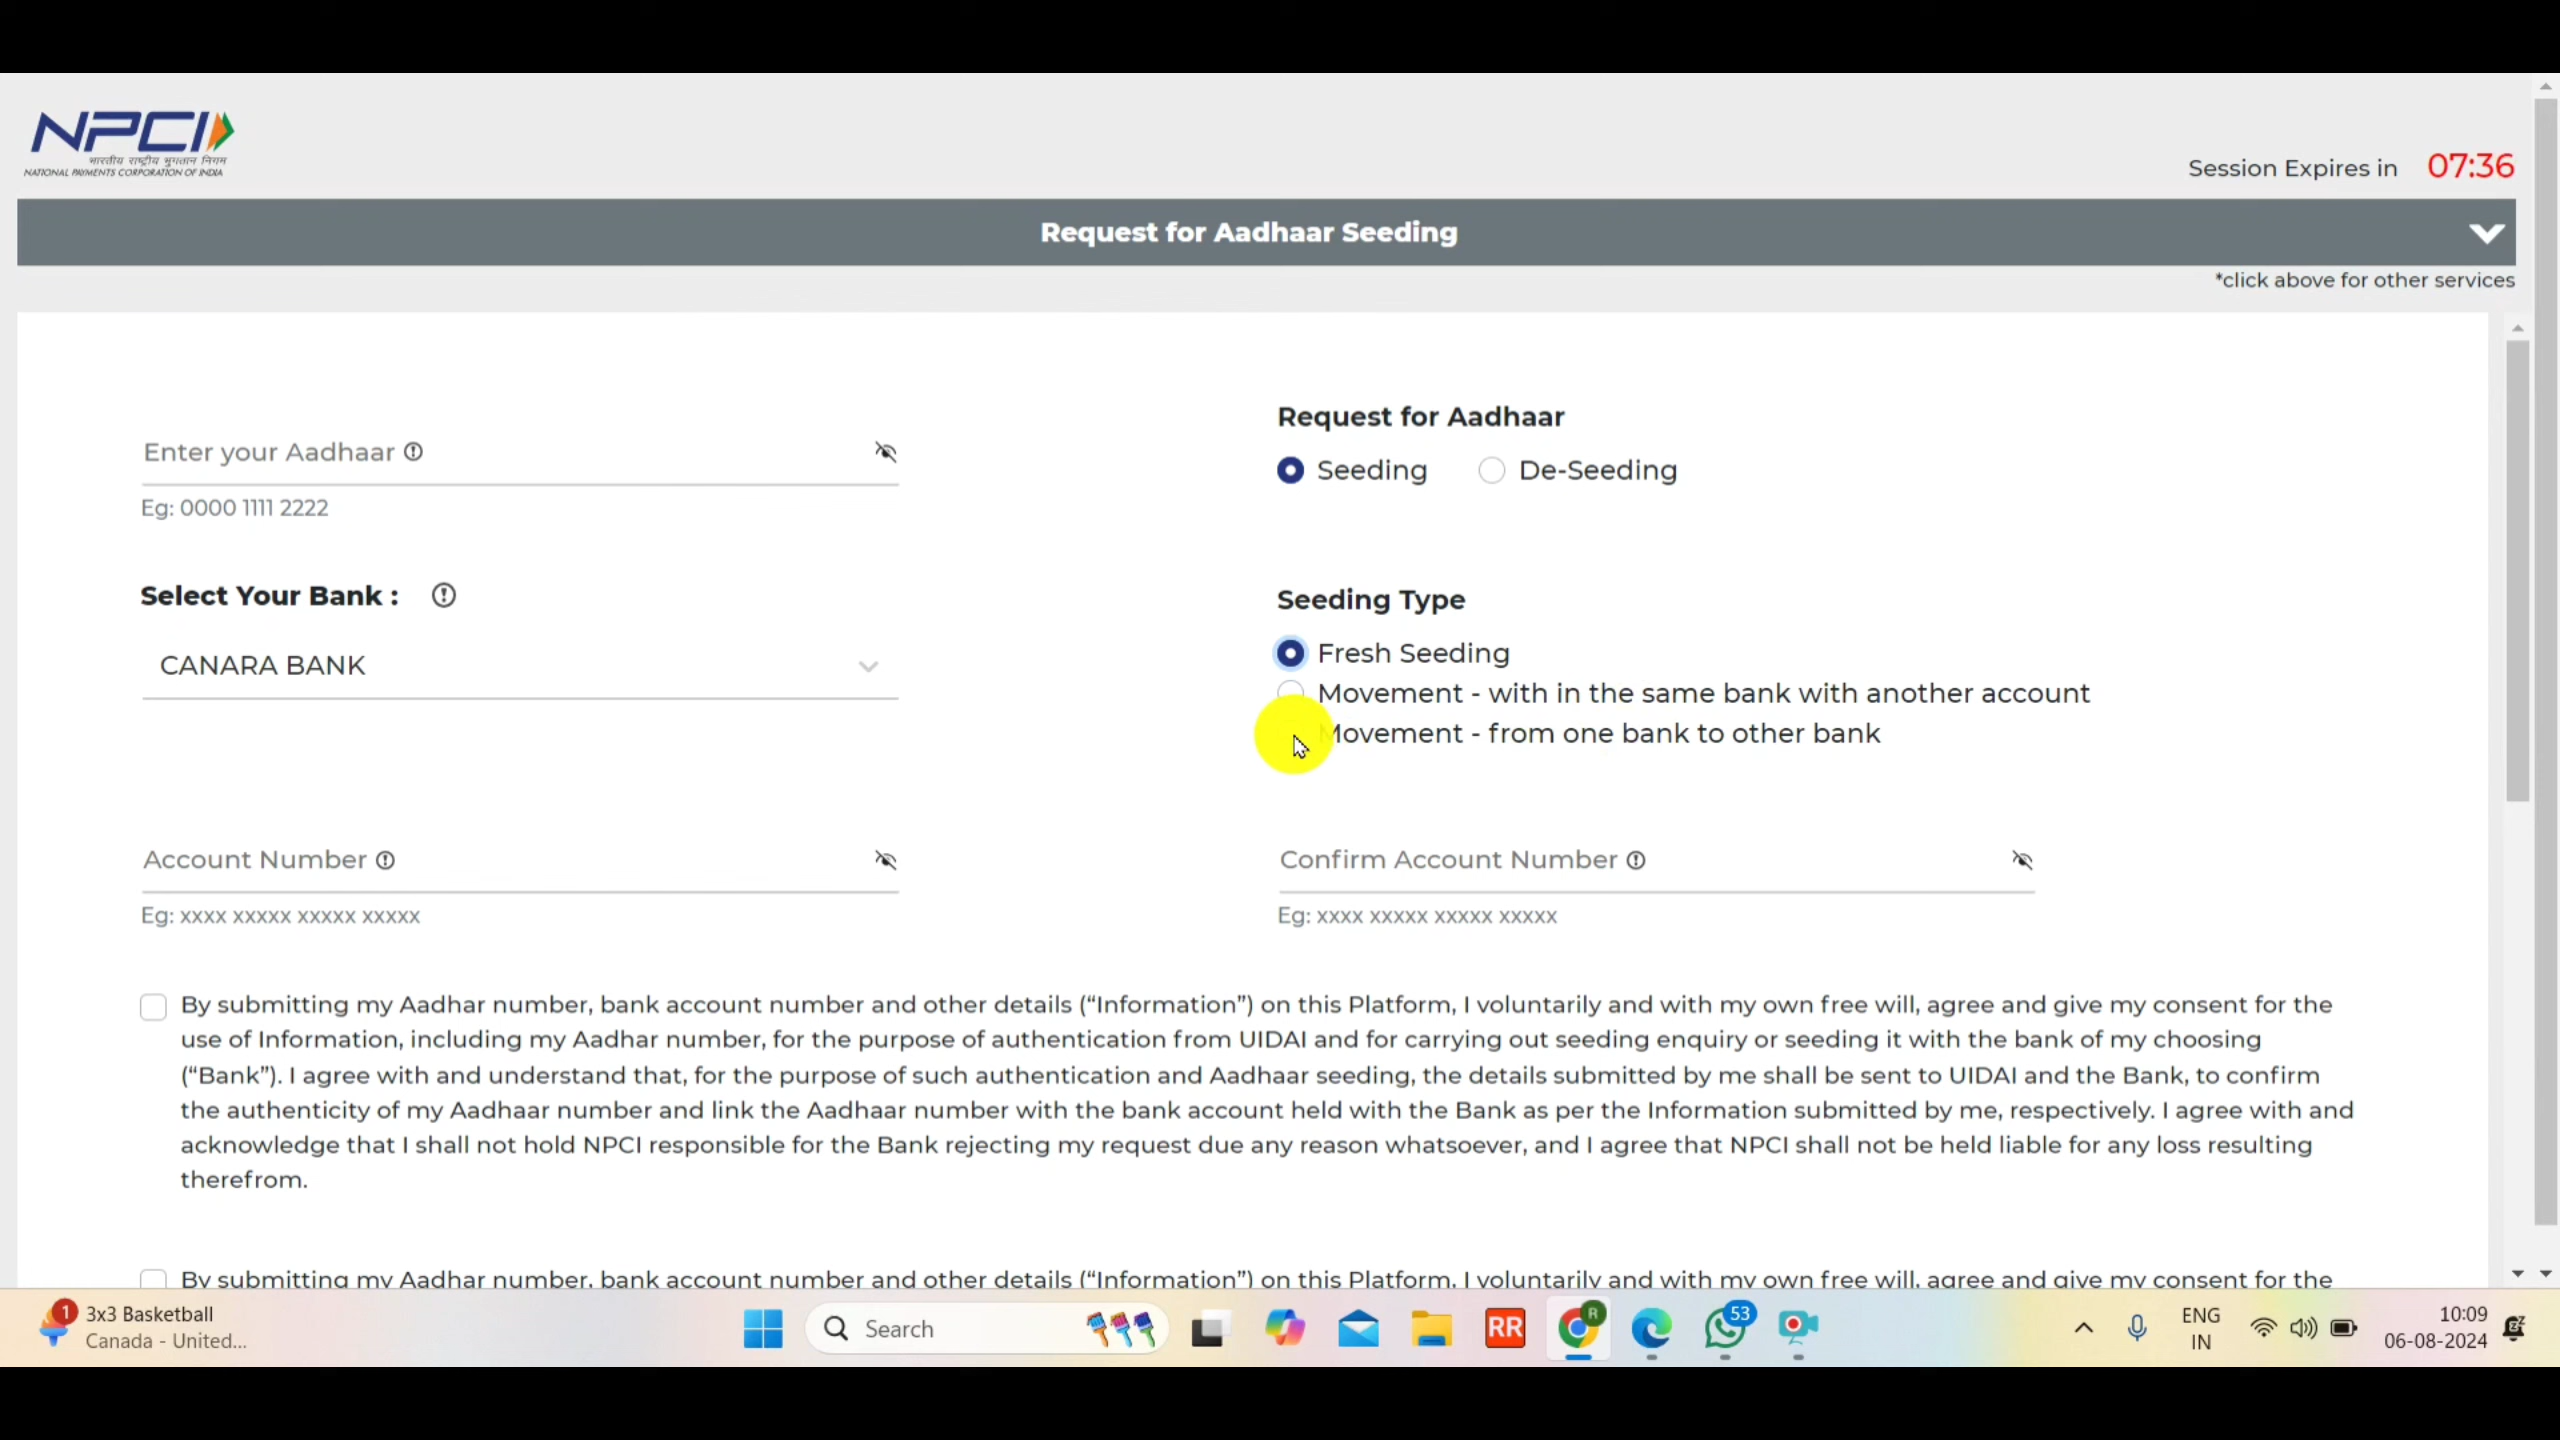 NPCI
भारतीय राष्ट्रीय भुगतान निगम
NATIONAL PAYMENTS CORPORATION OF INDIA
Session Expires in 07:36
Request for Aadhaar Seeding
*click above for other services
Enter your Aadhaar
Eg: 0000 1111 2222
Request for Aadhaar
Seeding De-Seeding
Select Your Bank :
CANARA BANK
Seeding Type
Fresh Seeding
Movement - with in the same bank with another account
Movement - from one bank to other bank
Account Number
Eg: xxxx xxxxx xxxxx xxxxx
Confirm Account Number
Eg: xxxx xxxxx xxxxx xxxxx
By submitting my Aadhar number, bank account number and other details (“Information”) on this Platform, I voluntarily and with my own free will, agree and give my consent for the
use of Information, including my Aadhar number, for the purpose of authentication from UIDAI and for carrying out seeding enquiry or seeding it with the bank of my choosing
(“Bank”). I agree with and understand that, for the purpose of such authentication and Aadhaar seeding, the details submitted by me shall be sent to UIDAI and the Bank, to confirm
the authenticity of my Aadhaar number and link the Aadhaar number with the bank account held with the Bank as per the Information submitted by me, respectively. I agree with and
acknowledge that I shall not hold NPCI responsible for the Bank rejecting my request due any reason whatsoever, and I agree that NPCI shall not be held liable for any loss resulting
therefrom.
By submitting my Aadhar number, bank account number and other details (“Information”) on this Platform, I voluntarily and with my own free will, agree and give my consent for the
1
3x3 Basketball
Canada - United...
Search
RR
R
53
ENG
IN
10:09
06-08-2024